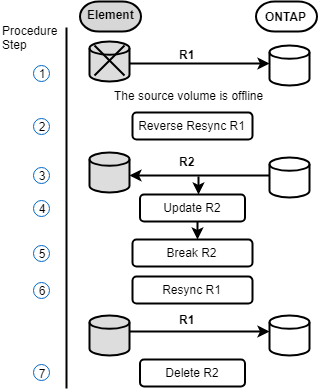 Element ONTAP
Procedure
Step
R1
1
The source volume is offline
2 Reverse Resync R1
R2
3
4 Update R2
5 Break R2
6 Resync R1
R1
7 Delete R2